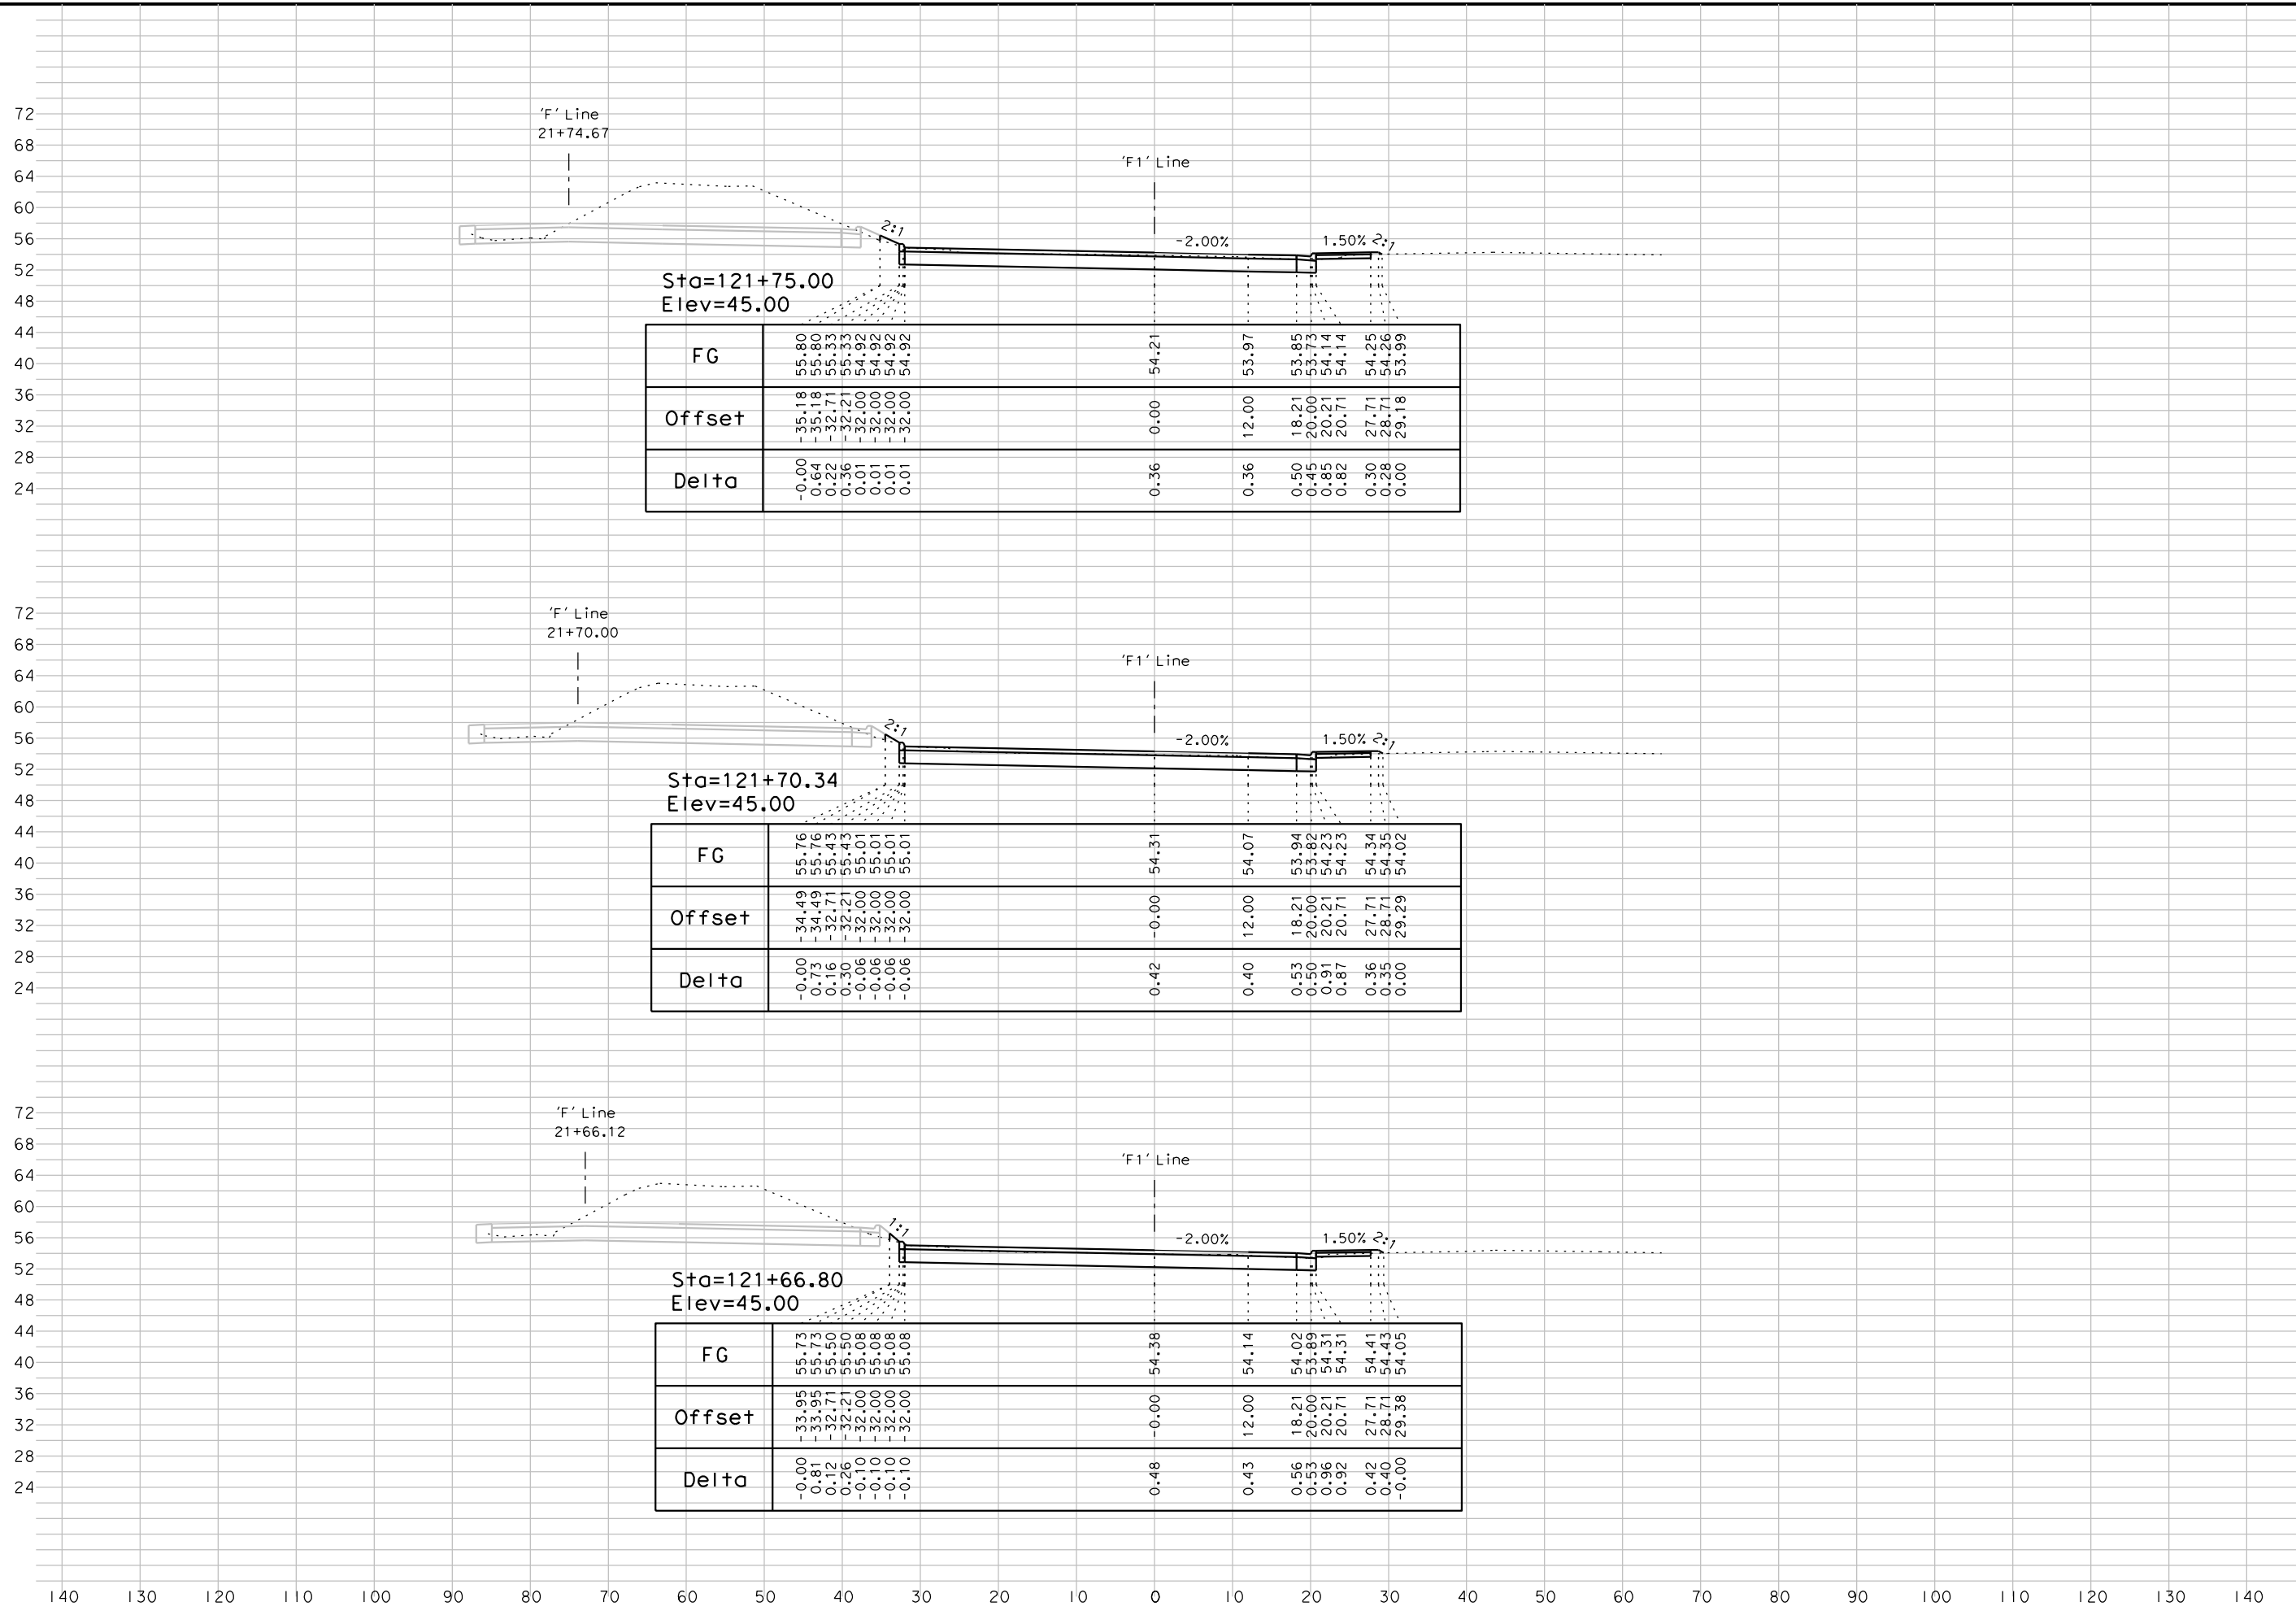 72
68
64
60
56
52
48
44
40
36
32
28
24
'F' Line
21+74.67
'F1' Line
2:1
-2.00%
1.50%
2:1
Sta=121+75.00
Elev=45.00
FG 55.80 55.80 55.33 55.33 54.92 54.92 54.92 54.92 54.21 53.97 53.85 53.73 54.14 54.14 54.25 54.26 53.99
Offset -35.18 -35.18 -32.71 -32.21 -32.00 -32.00 -32.00 -32.00 0.00 12.00 18.21 20.00 20.21 20.71 27.71 28.71 29.18
Delta -0.00 0.64 0.22 0.36 0.01 0.01 0.01 0.01 0.36 0.36 0.50 0.45 0.85 0.82 0.30 0.28 0.00
72
68
64
60
56
52
48
44
40
36
32
28
24
'F' Line
21+70.00
'F1' Line
2:1
-2.00%
1.50%
2:1
Sta=121+70.34
Elev=45.00
FG 55.76 55.76 55.43 55.43 55.01 55.01 55.01 55.01 54.31 54.07 53.94 53.82 54.23 54.23 54.34 54.35 54.02
Offset -34.49 -34.49 -32.71 -32.21 -32.00 -32.00 -32.00 -32.00 -0.00 12.00 18.21 20.00 20.21 20.71 27.71 28.71 29.29
Delta -0.00 0.73 0.16 0.30 -0.06 -0.06 -0.06 -0.06 0.42 0.40 0.53 0.50 0.91 0.87 0.36 0.35 0.00
72
68
64
60
56
52
48
44
40
36
32
28
24
'F' Line
21+66.12
'F1' Line
1:1
-2.00%
1.50%
2:1
Sta=121+66.80
Elev=45.00
FG 55.73 55.73 55.50 55.50 55.08 55.08 55.08 55.08 54.38 54.14 54.02 53.89 54.31 54.31 54.41 54.43 54.05
Offset -33.95 -33.95 -32.71 -32.21 -32.00 -32.00 -32.00 -32.00 -0.00 12.00 18.21 20.00 20.21 20.71 27.71 28.71 29.38
Delta -0.00 0.81 0.12 0.26 -0.10 -0.10 -0.10 -0.10 0.48 0.43 0.56 0.53 0.96 0.92 0.42 0.40 -0.00
140 130 120 110 100 90 80 70 60 50 40 30 20 10 0 10 20 30 40 50 60 70 80 90 100 110 120 130 140